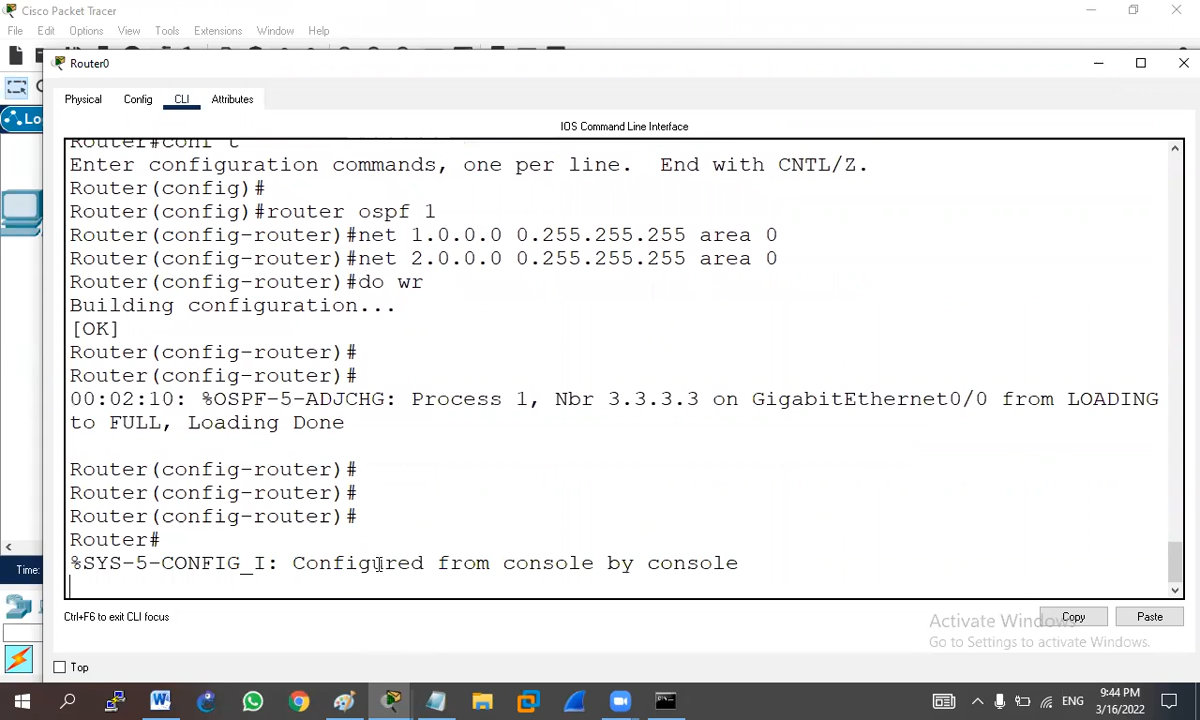 Cisco Packet Tracer
File Edit Options View Tools Extensions Window Help
Router0
Physical Config CLI Attributes
Lo
IOS Command Line Interface
Router#conf t
Enter configuration commands, one per line. End with CNTL/Z.
Router(config)#
Router(config)#router ospf 1
Router(config-router)#net 1.0.0.0 0.255.255.255 area 0
Router(config-router)#net 2.0.0.0 0.255.255.255 area 0
Router(config-router)#do wr
Building configuration...
[OK]
Router(config-router)#
Router(config-router)#
00:02:10: %OSPF-5-ADJCHG: Process 1, Nbr 3.3.3.3 on GigabitEthernet0/0 from LOADING
to FULL, Loading Done
Router(config-router)#
Router(config-router)#
Router(config-router)#
Router#
%SYS-5-CONFIG_I: Configured from console by console
Time:
Ctrl+F6 to exit CLI focus
Copy Paste
Activate Windows
Go to Settings to activate Windows.
Top
ENG
9:44 PM
3/16/2022